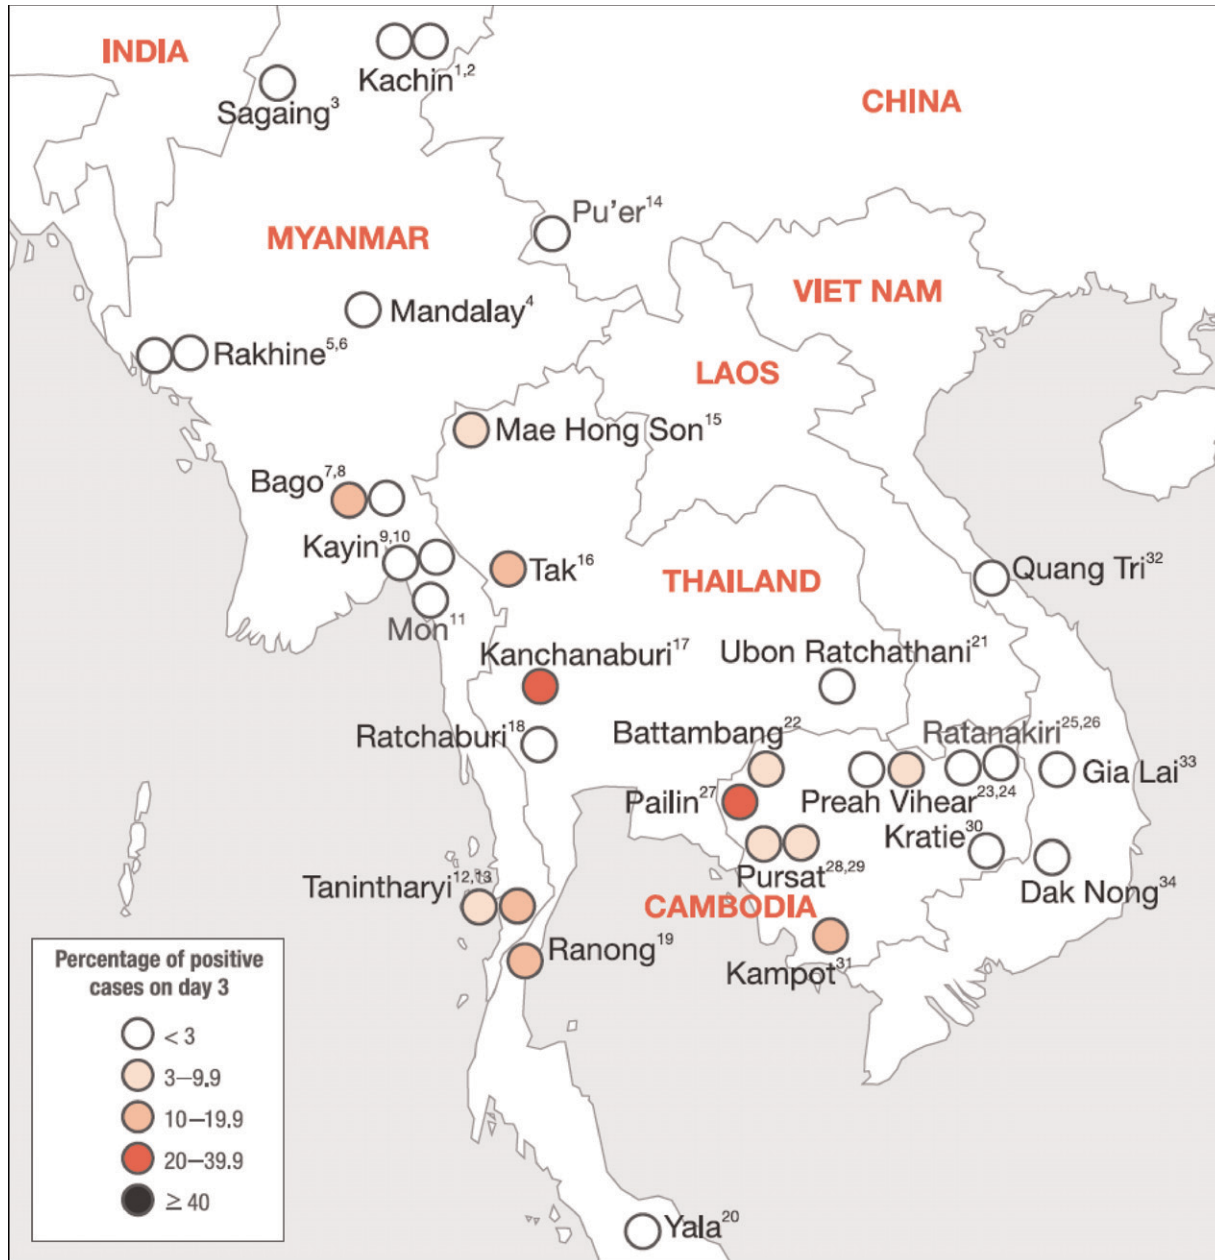 INDIA
Kachin1,2
Sagaing3
CHINA
Pu'er14
MYANMAR
VIET NAM
Mandalay4
Rakhine5,6
LAOS
Mae Hong Son15
Bago7,8
Kayin9,10
Tak16
THAILAND
Quang Tri32
Mon11
Kanchanaburi17
Ubon Ratchathani21
Ratchaburi18
Battambang22
Ratanakiri25,26
Gia Lai33
Pailin27
Preah Vihear23,24
Kratie30
Pursat28,29
Tanintharyi12,13
Dak Nong34
CAMBODIA
Ranong19
Kampot31
Percentage of positive
cases on day 3
< 3
3–9.9
10–19.9
20–39.9
≥ 40
Yala20